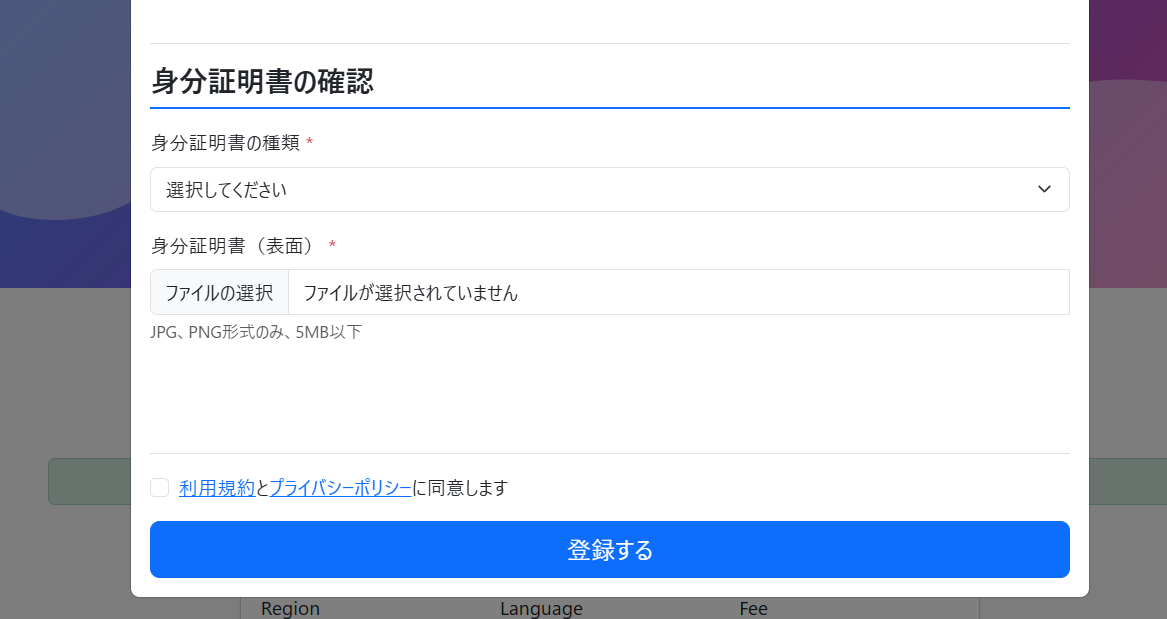 身分証明書の確認
身分証明書の種類 *
選択してください
身分証明書（表面） *
ファイルの選択 ファイルが選択されていません
JPG、PNG形式のみ、5MB以下
利用規約とプライバシーポリシーに同意します
登録する
Region Language Fee